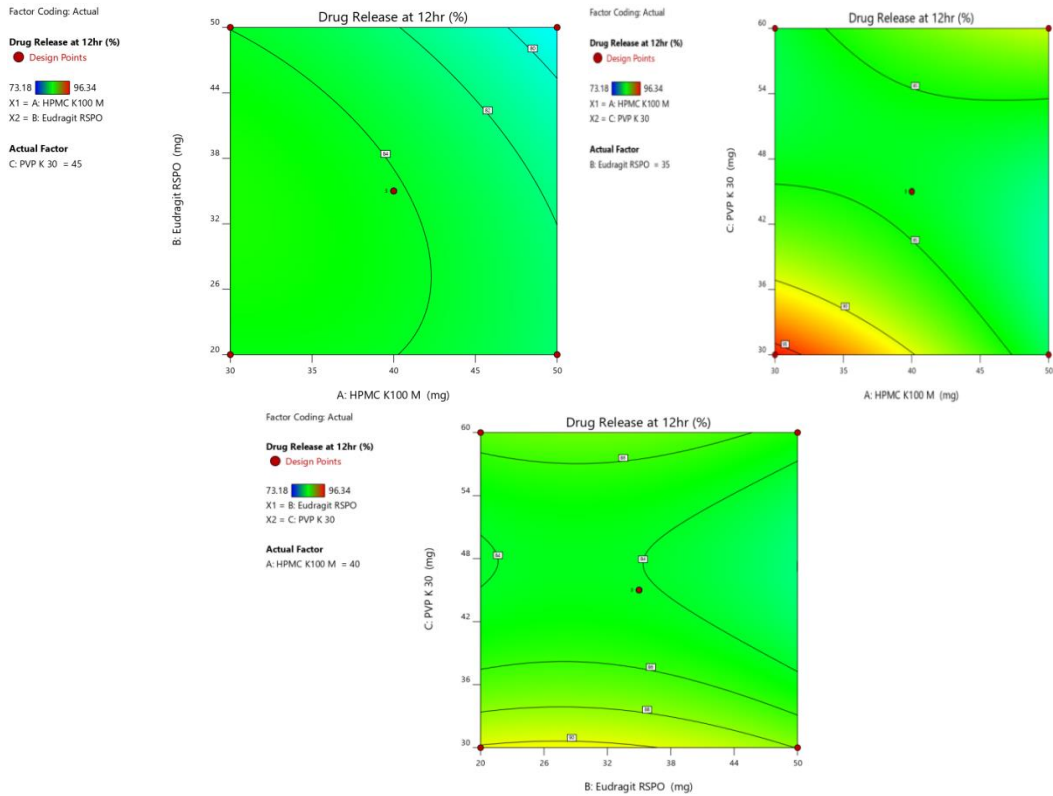 Factor Coding: Actual
Drug Release at 12hr (%)
Design Points
73.18 96.34
X1 = A: HPMC K100 M
X2 = B: Eudragit RSPO
Actual Factor
C: PVP K 30 = 45
Drug Release at 12hr (%)
50
44
38
32
26
20
30 35 40 45 50
B: Eudragit RSPO (mg)
A: HPMC K100 M (mg)
84
82
80
Factor Coding: Actual
Drug Release at 12hr (%)
Design Points
73.18 96.34
X1 = A: HPMC K100 M
X2 = C: PVP K 30
Actual Factor
B: Eudragit RSPO = 35
Drug Release at 12hr (%)
60
54
48
42
36
30
30 35 40 45 50
C: PVP K 30 (mg)
A: HPMC K100 M (mg)
90
Factor Coding: Actual
Drug Release at 12hr (%)
Design Points
73.18 96.34
X1 = B: Eudragit RSPO
X2 = C: PVP K 30
Actual Factor
A: HPMC K100 M = 40
Drug Release at 12hr (%)
60
54
48
42
36
30
20 26 32 38 44 50
C: PVP K 30 (mg)
B: Eudragit RSPO (mg)
84
84
88